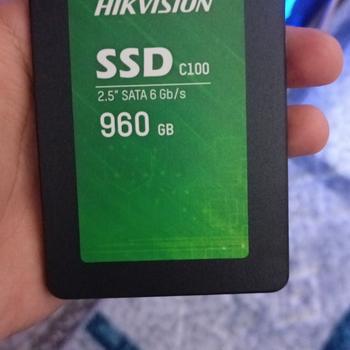 HIKVISION
SSD C100
2.5" SATA 6 Gb/s
960 GB